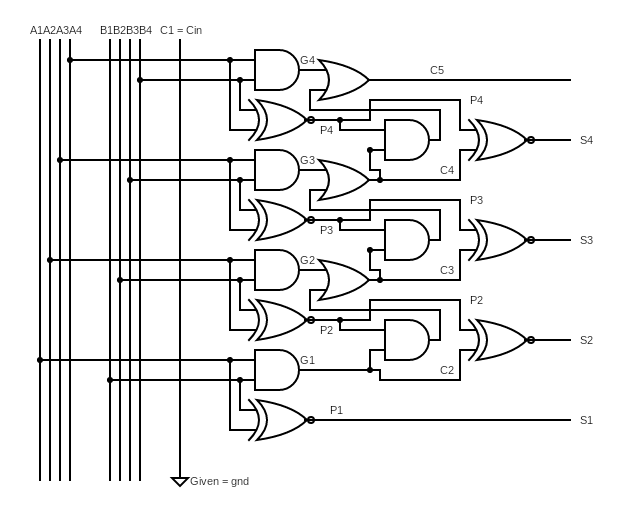 A1A2A3A4 B1B2B3B4 C1 = Cin
G4
C5
P4
P4
S4
G3
C4
P3
P3
S3
G2
C3
P2
P2
S2
G1
C2
P1
S1
Given = gnd